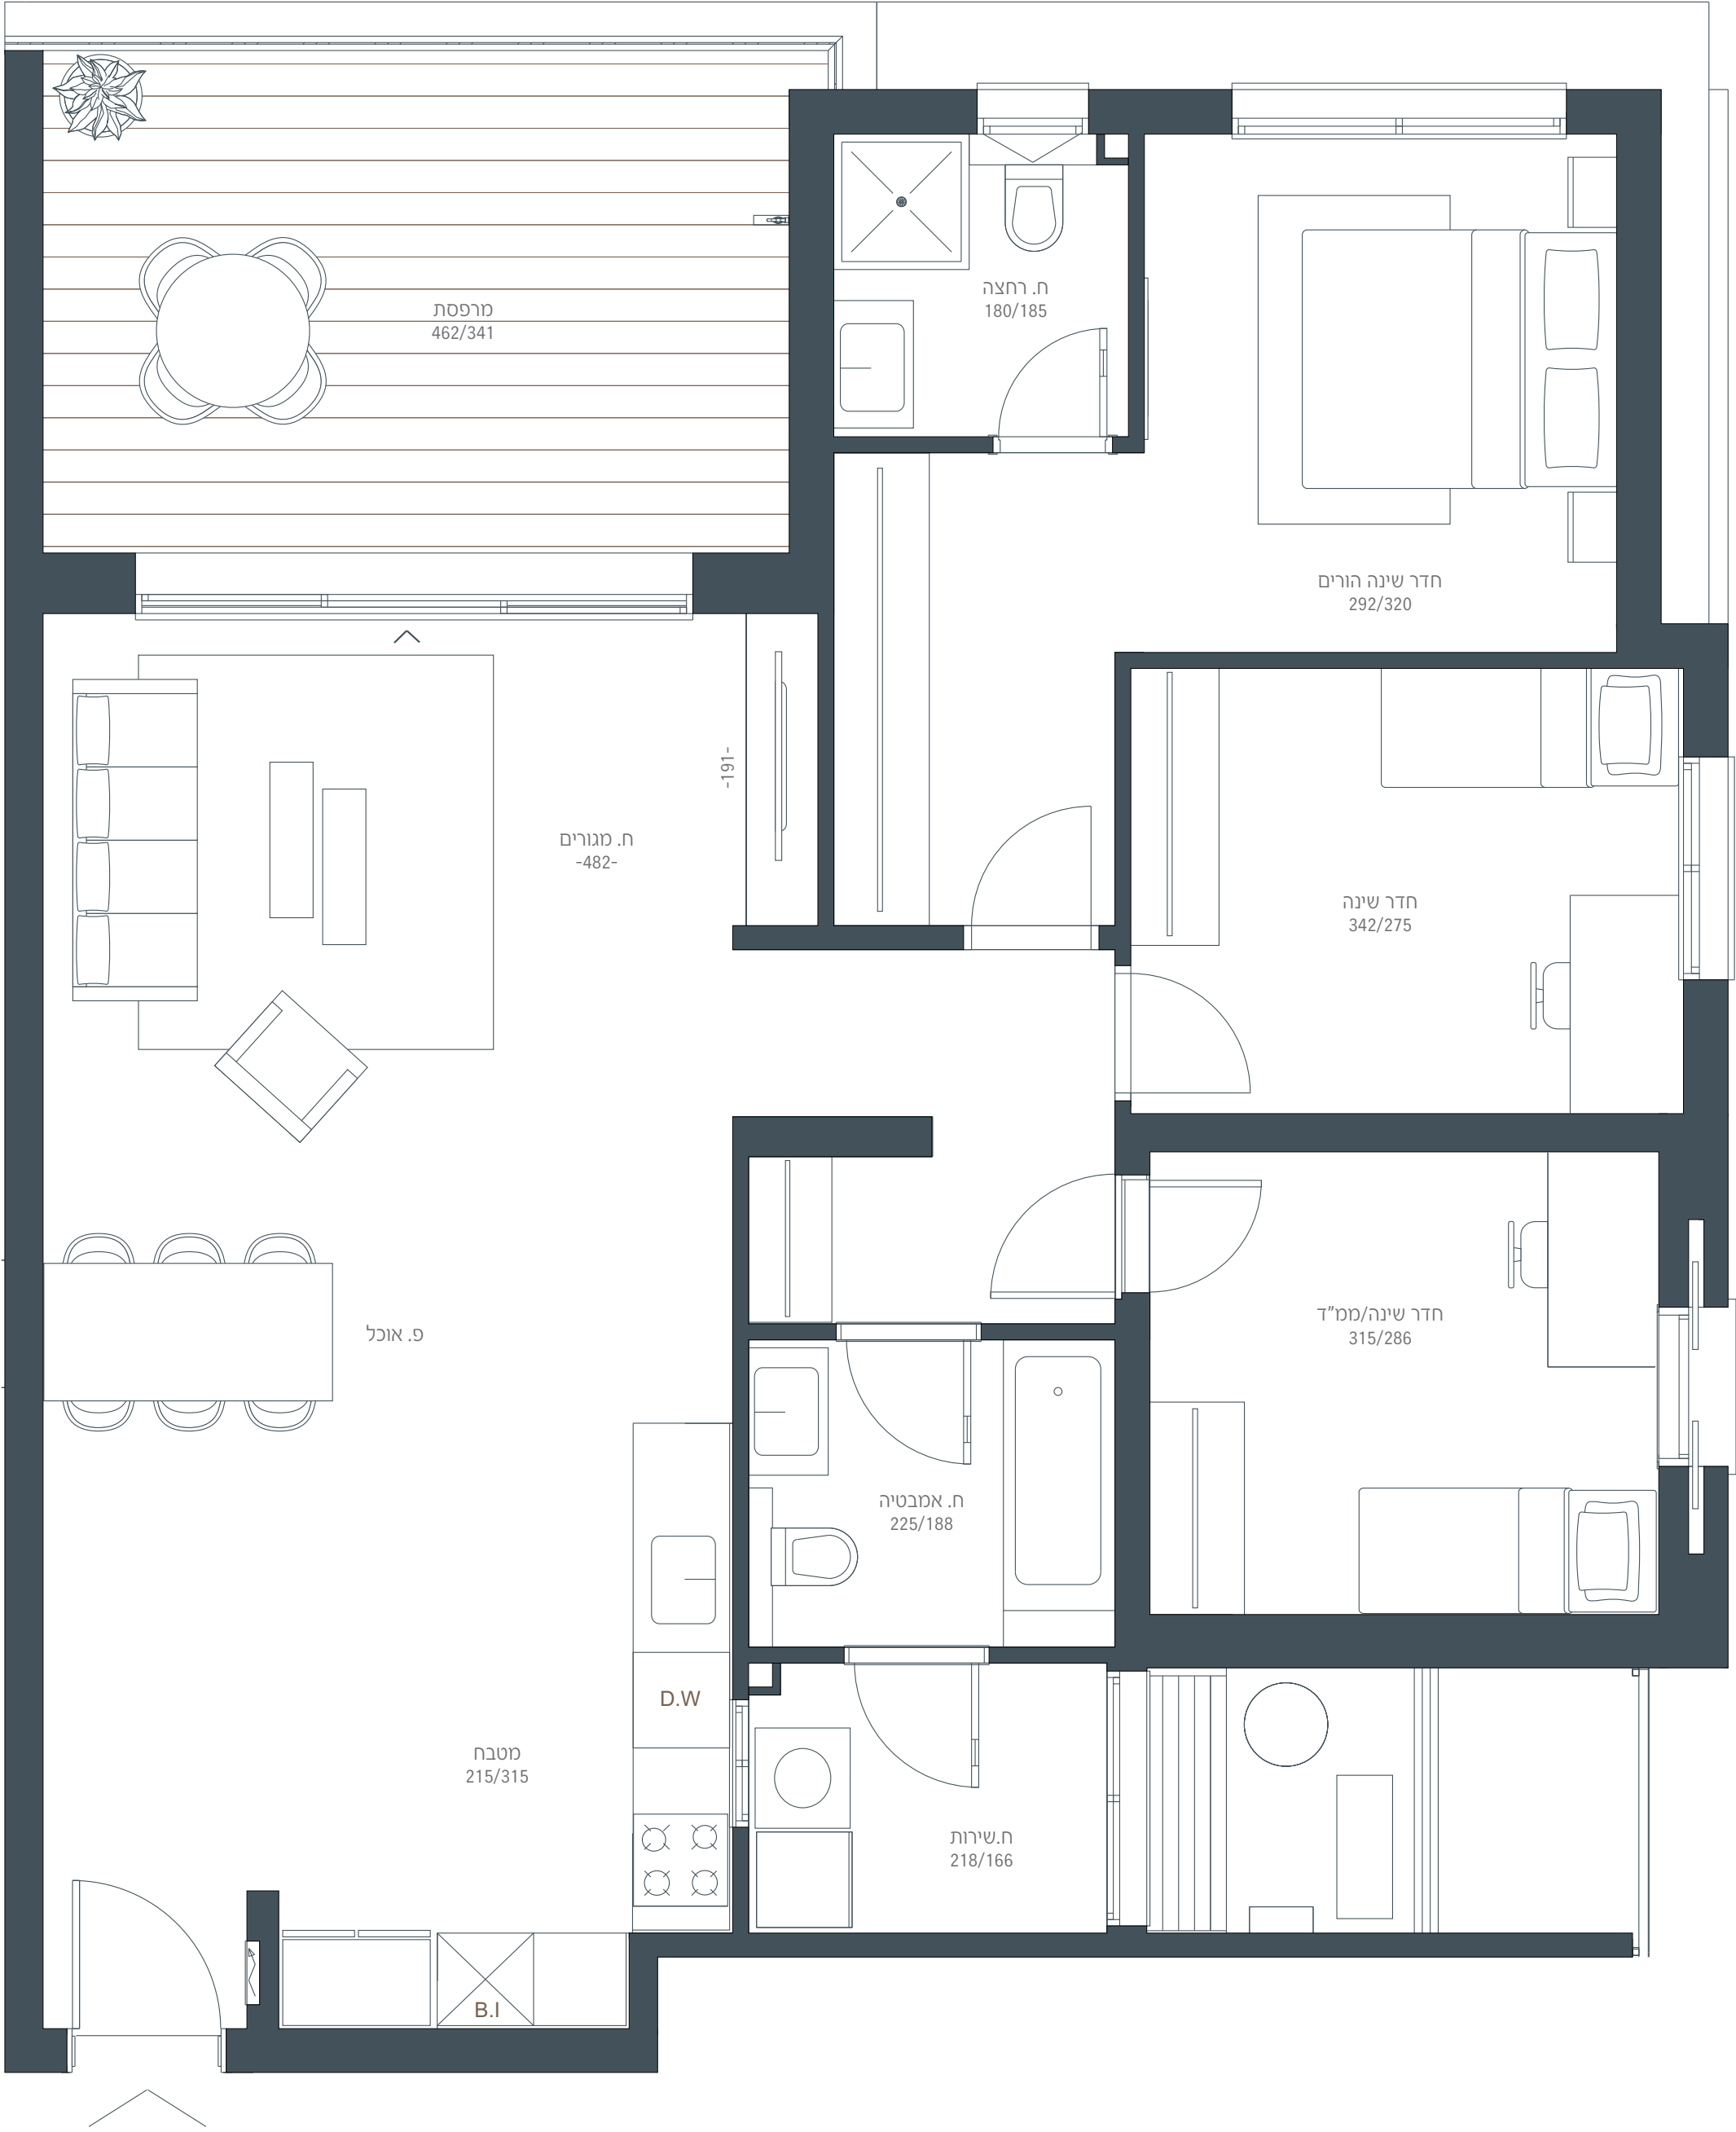 ח. רחצה
180/185
מרפסת
462/341
חדר שינה הורים
292/320
-191-
ח. מגורים
-482-
חדר שינה
342/275
חדר שינה/ממ"ד
315/286
פ. אוכל
ח. אמבטיה
225/188
D.W
מטבח
215/315
ח.שירות
218/166
B.I